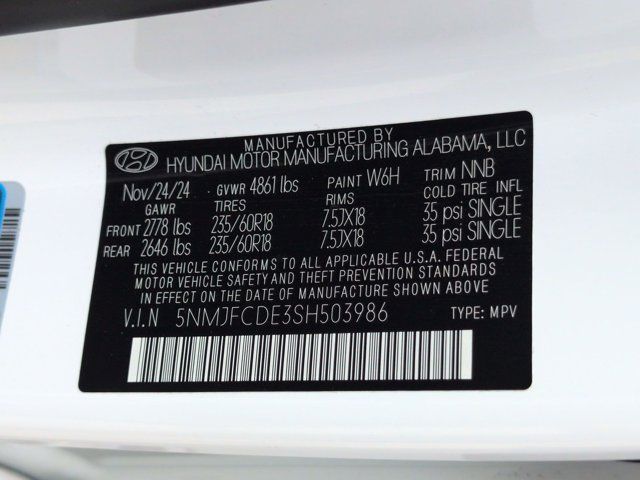 MANUFACTURED BY
HYUNDAI MOTOR MANUFACTURING ALABAMA, LLC
Nov/24/24 GVWR 4861 lbs PAINT W6H TRIM NNB
GAWR TIRES RIMS COLD TIRE INFL
FRONT 2778 lbs 235/60R18 7.5JX18 35 psi SINGLE
REAR 2646 lbs 235/60R18 7.5JX18 35 psi SINGLE
THIS VEHICLE CONFORMS TO ALL APPLICABLE U.S.A. FEDERAL
MOTOR VEHICLE SAFETY AND THEFT PREVENTION STANDARDS
IN EFFECT ON THE DATE OF MANUFACTURE SHOWN ABOVE.
V.I.N 5NMJFCDE3SH503986 TYPE: MPV